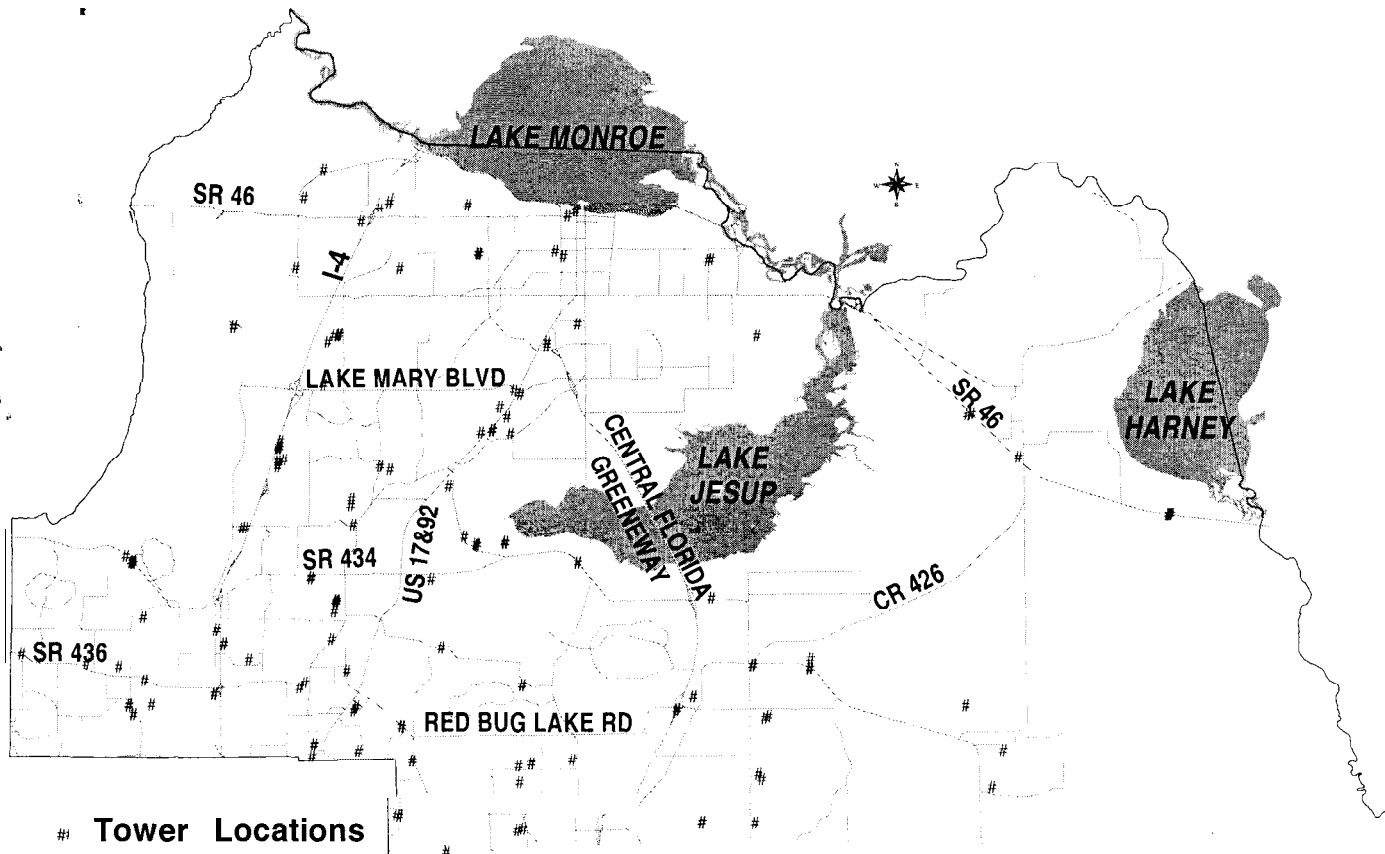 LAKE MONROE
N
W E
S
SR 46
I-4
LAKE MARY BLVD
SR 46
LAKE
HARNEY
CENTRAL FLORIDA
GREENEWAY
LAKE
JESUP
US 17&92
SR 434
CR 426
SR 436
RED BUG LAKE RD
# Tower Locations